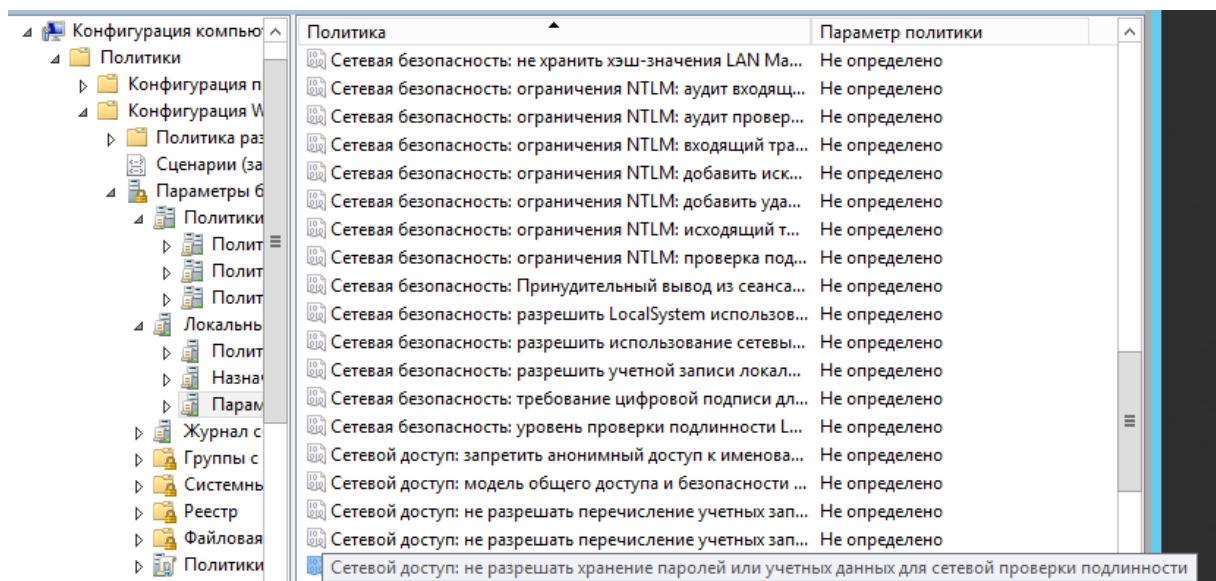 Конфигурация компью
Политики
Конфигурация п
Конфигурация W
Политика раз
Сценарии (за
Параметры б
Политики
Полит
Полит
Полит
Локальны
Полит
Назнач
Парам
Журнал с
Группы с
Системнь
Реестр
Файловая
Политики
Политика Параметр политики
Сетевая безопасность: не хранить хэш-значения LAN Ma... Не определено
Сетевая безопасность: ограничения NTLM: аудит входящ... Не определено
Сетевая безопасность: ограничения NTLM: аудит провер... Не определено
Сетевая безопасность: ограничения NTLM: входящий тра... Не определено
Сетевая безопасность: ограничения NTLM: добавить иск... Не определено
Сетевая безопасность: ограничения NTLM: добавить уда... Не определено
Сетевая безопасность: ограничения NTLM: исходящий т... Не определено
Сетевая безопасность: ограничения NTLM: проверка под... Не определено
Сетевая безопасность: Принудительный вывод из сеанса... Не определено
Сетевая безопасность: разрешить LocalSystem использов... Не определено
Сетевая безопасность: разрешить использование сетевы... Не определено
Сетевая безопасность: разрешить учетной записи локал... Не определено
Сетевая безопасность: требование цифровой подписи дл... Не определено
Сетевая безопасность: уровень проверки подлинности L... Не определено
Сетевой доступ: запретить анонимный доступ к именова... Не определено
Сетевой доступ: модель общего доступа и безопасности ... Не определено
Сетевой доступ: не разрешать перечисление учетных зап... Не определено
Сетевой доступ: не разрешать перечисление учетных зап... Не определено
Сетевой доступ: не разрешать хранение паролей или учетных данных для сетевой проверки подлинности